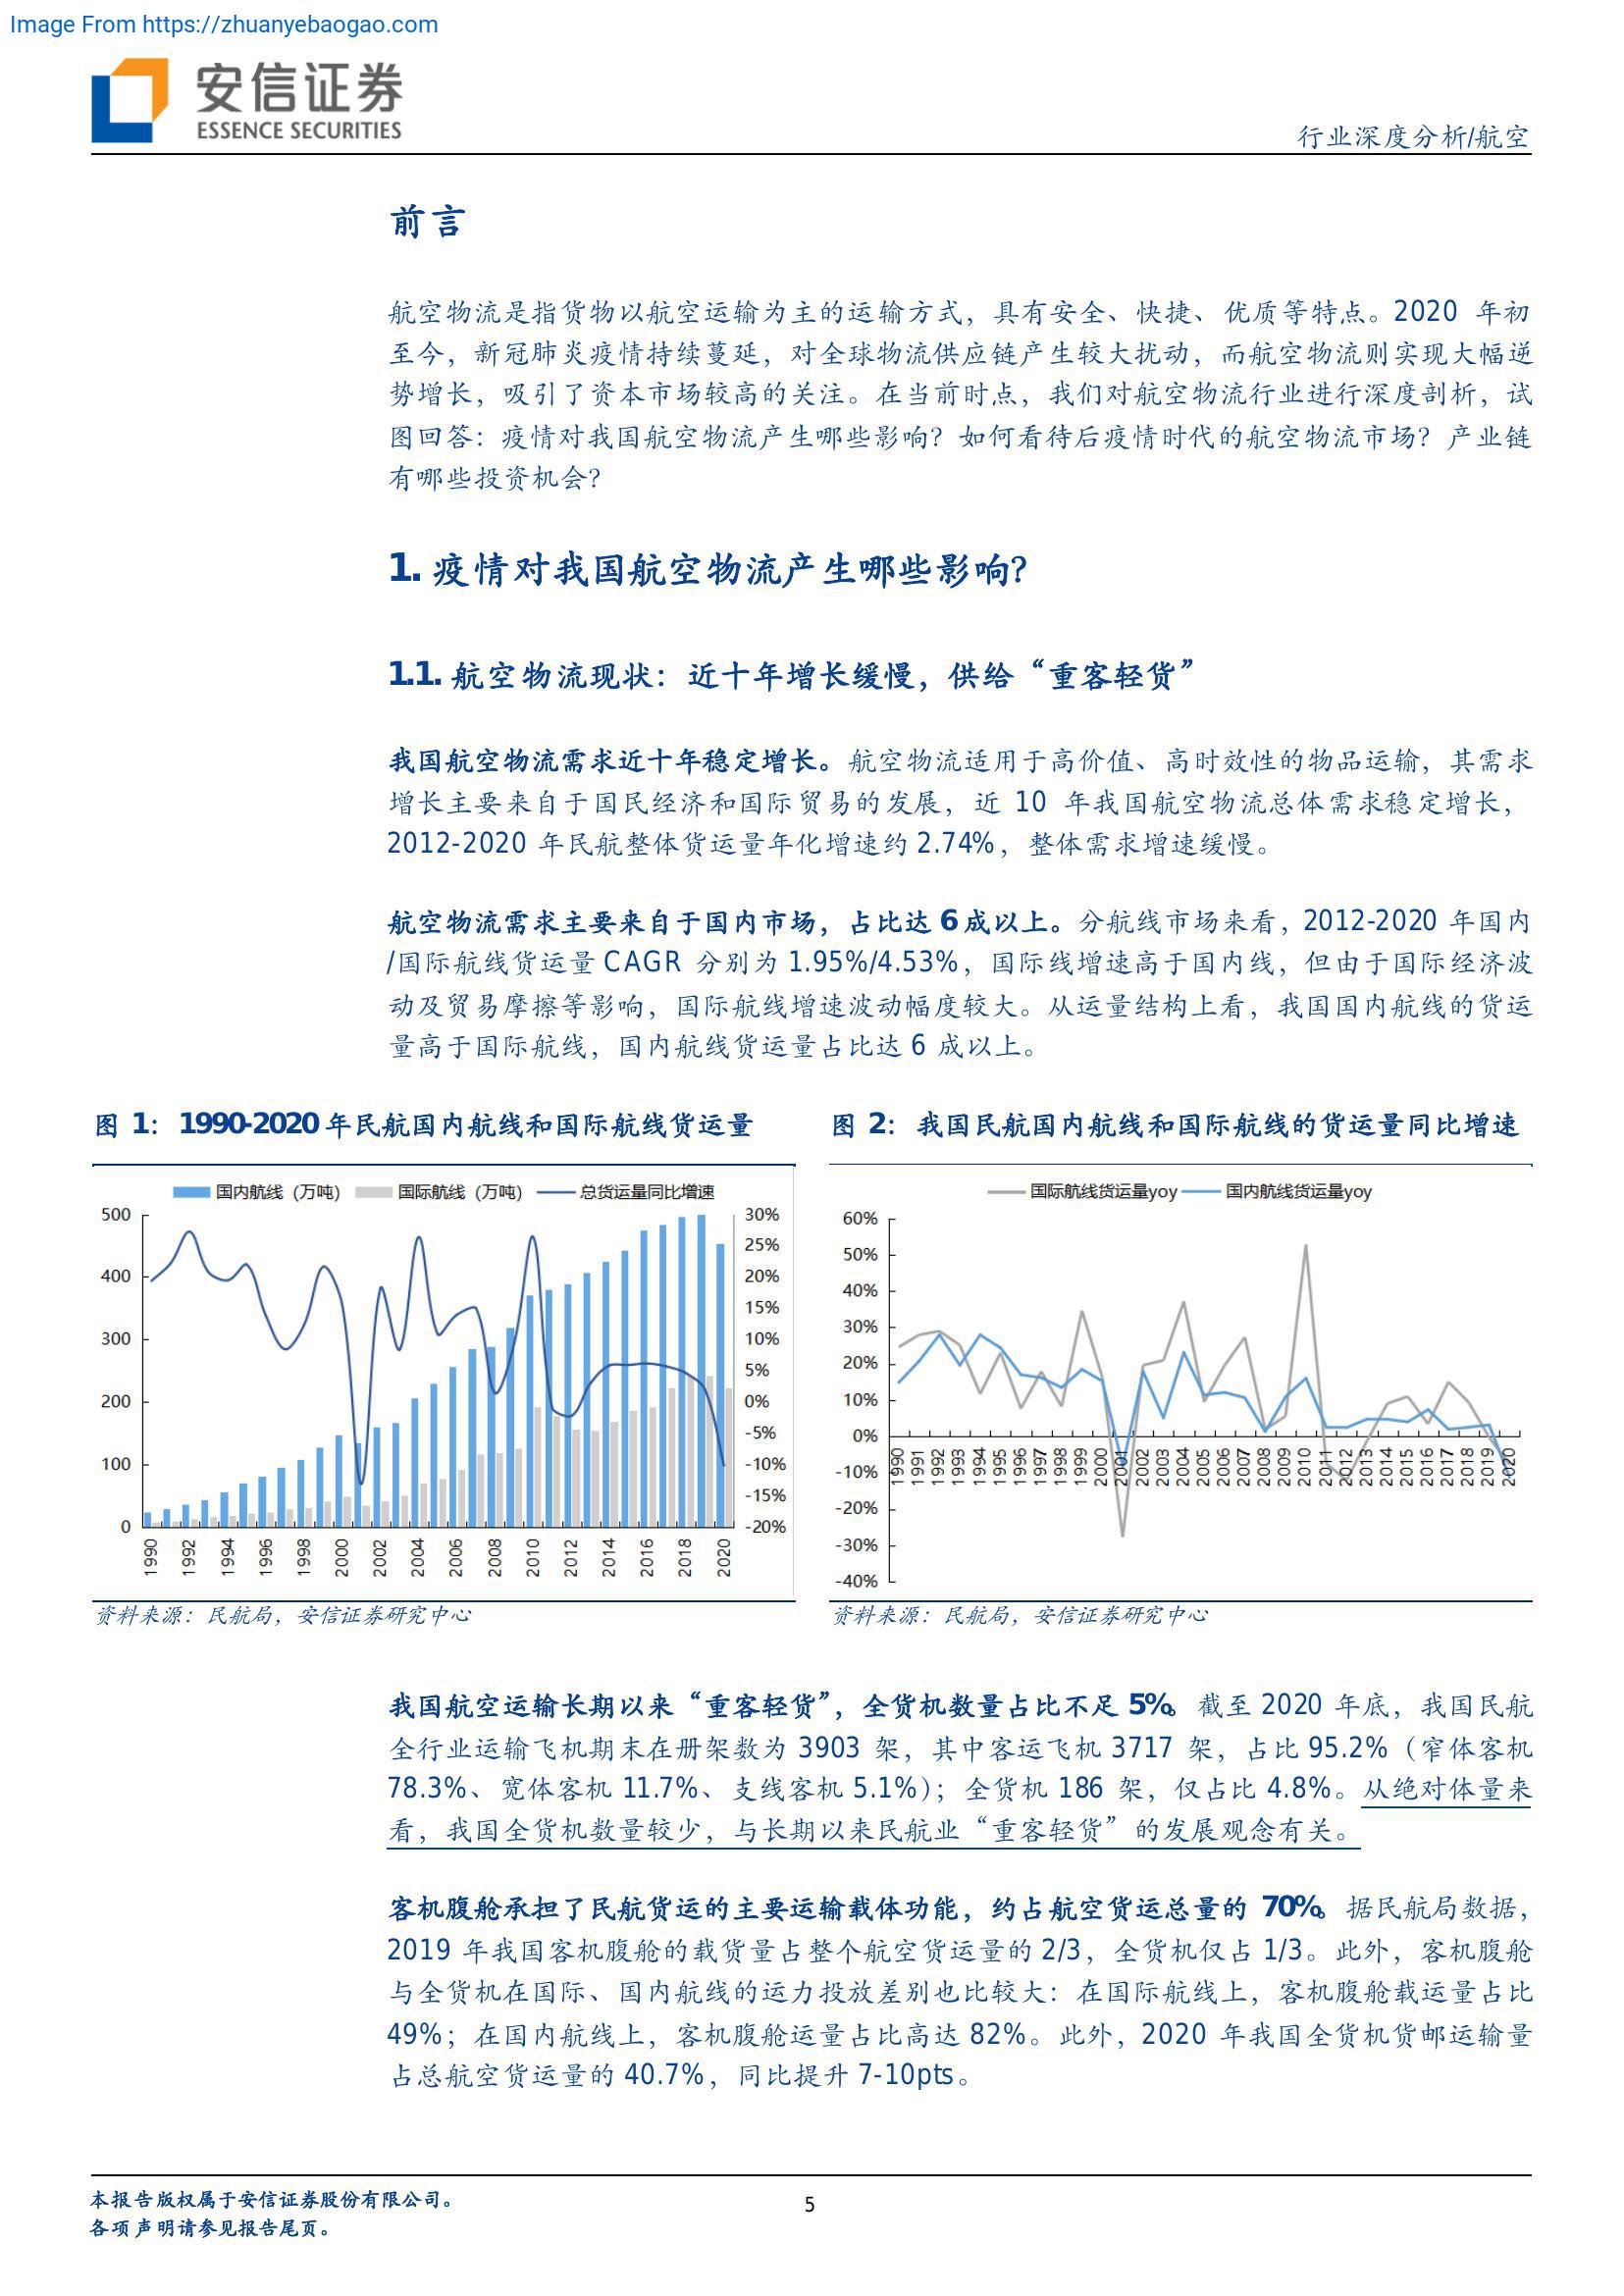 Image From https://zhuanyebaogao.com
安信证券
ESSENCE SECURITIES
行业深度分析/航空
前言
航空物流是指货物以航空运输为主的运输方式，具有安全、快捷、优质等特点。2020 年初
至今，新冠肺炎疫情持续蔓延，对全球物流供应链产生较大扰动，而航空物流则实现大幅逆
势增长，吸引了资本市场较高的关注。在当前时点，我们对航空物流行业进行深度剖析，试
图回答：疫情对我国航空物流产生哪些影响？如何看待后疫情时代的航空物流市场？产业链
有哪些投资机会？
1. 疫情对我国航空物流产生哪些影响？
1.1. 航空物流现状：近十年增长缓慢，供给“重客轻货”
我国航空物流需求近十年稳定增长。航空物流适用于高价值、高时效性的物品运输，其需求
增长主要来自于国民经济和国际贸易的发展，近 10 年我国航空物流总体需求稳定增长，
2012-2020 年民航整体货运量年化增速约 2.74%，整体需求增速缓慢。
航空物流需求主要来自于国内市场，占比达 6 成以上。分航线市场来看，2012-2020 年国内
/国际航线货运量 CAGR 分别为 1.95%/4.53%，国际线增速高于国内线，但由于国际经济波
动及贸易摩擦等影响，国际航线增速波动幅度较大。从运量结构上看，我国国内航线的货运
量高于国际航线，国内航线货运量占比达 6 成以上。
图 1：1990-2020 年民航国内航线和国际航线货运量
国内航线（万吨） 国际航线（万吨） 总货运量同比增速
500
400
300
200
100
0
30%
25%
20%
15%
10%
5%
0%
-5%
-10%
-15%
-20%
1990 1992 1994 1996 1998 2000 2002 2004 2006 2008 2010 2012 2014 2016 2018 2020
资料来源：民航局，安信证券研究中心
图 2：我国民航国内航线和国际航线的货运量同比增速
国际航线货运量yoy 国内航线货运量yoy
60%
50%
40%
30%
20%
10%
0%
-10%
-20%
-30%
-40%
1990 1991 1992 1993 1994 1995 1996 1997 1998 1999 2000 2001 2002 2003 2004 2005 2006 2007 2008 2009 2010 2011 2012 2013 2014 2015 2016 2017 2018 2019 2020
资料来源：民航局，安信证券研究中心
我国航空运输长期以来“重客轻货”，全货机数量占比不足 5%。截至 2020 年底，我国民航
全行业运输飞机期末在册架数为 3903 架，其中客运飞机 3717 架，占比 95.2%（窄体客机
78.3%、宽体客机 11.7%、支线客机 5.1%）；全货机 186 架，仅占比 4.8%。从绝对体量来
看，我国全货机数量较少，与长期以来民航业“重客轻货”的发展观念有关。
客机腹舱承担了民航货运的主要运输载体功能，约占航空货运总量的 70%。据民航局数据，
2019 年我国客机腹舱的载货量占整个航空货运量的 2/3，全货机仅占 1/3。此外，客机腹舱
与全货机在国际、国内航线的运力投放差别也比较大：在国际航线上，客机腹舱载运量占比
49%；在国内航线上，客机腹舱运量占比高达 82%。此外，2020 年我国全货机货邮运输量
占总航空货运量的 40.7%，同比提升 7-10pts。
本报告版权属于安信证券股份有限公司。
各项声明请参见报告尾页。
5